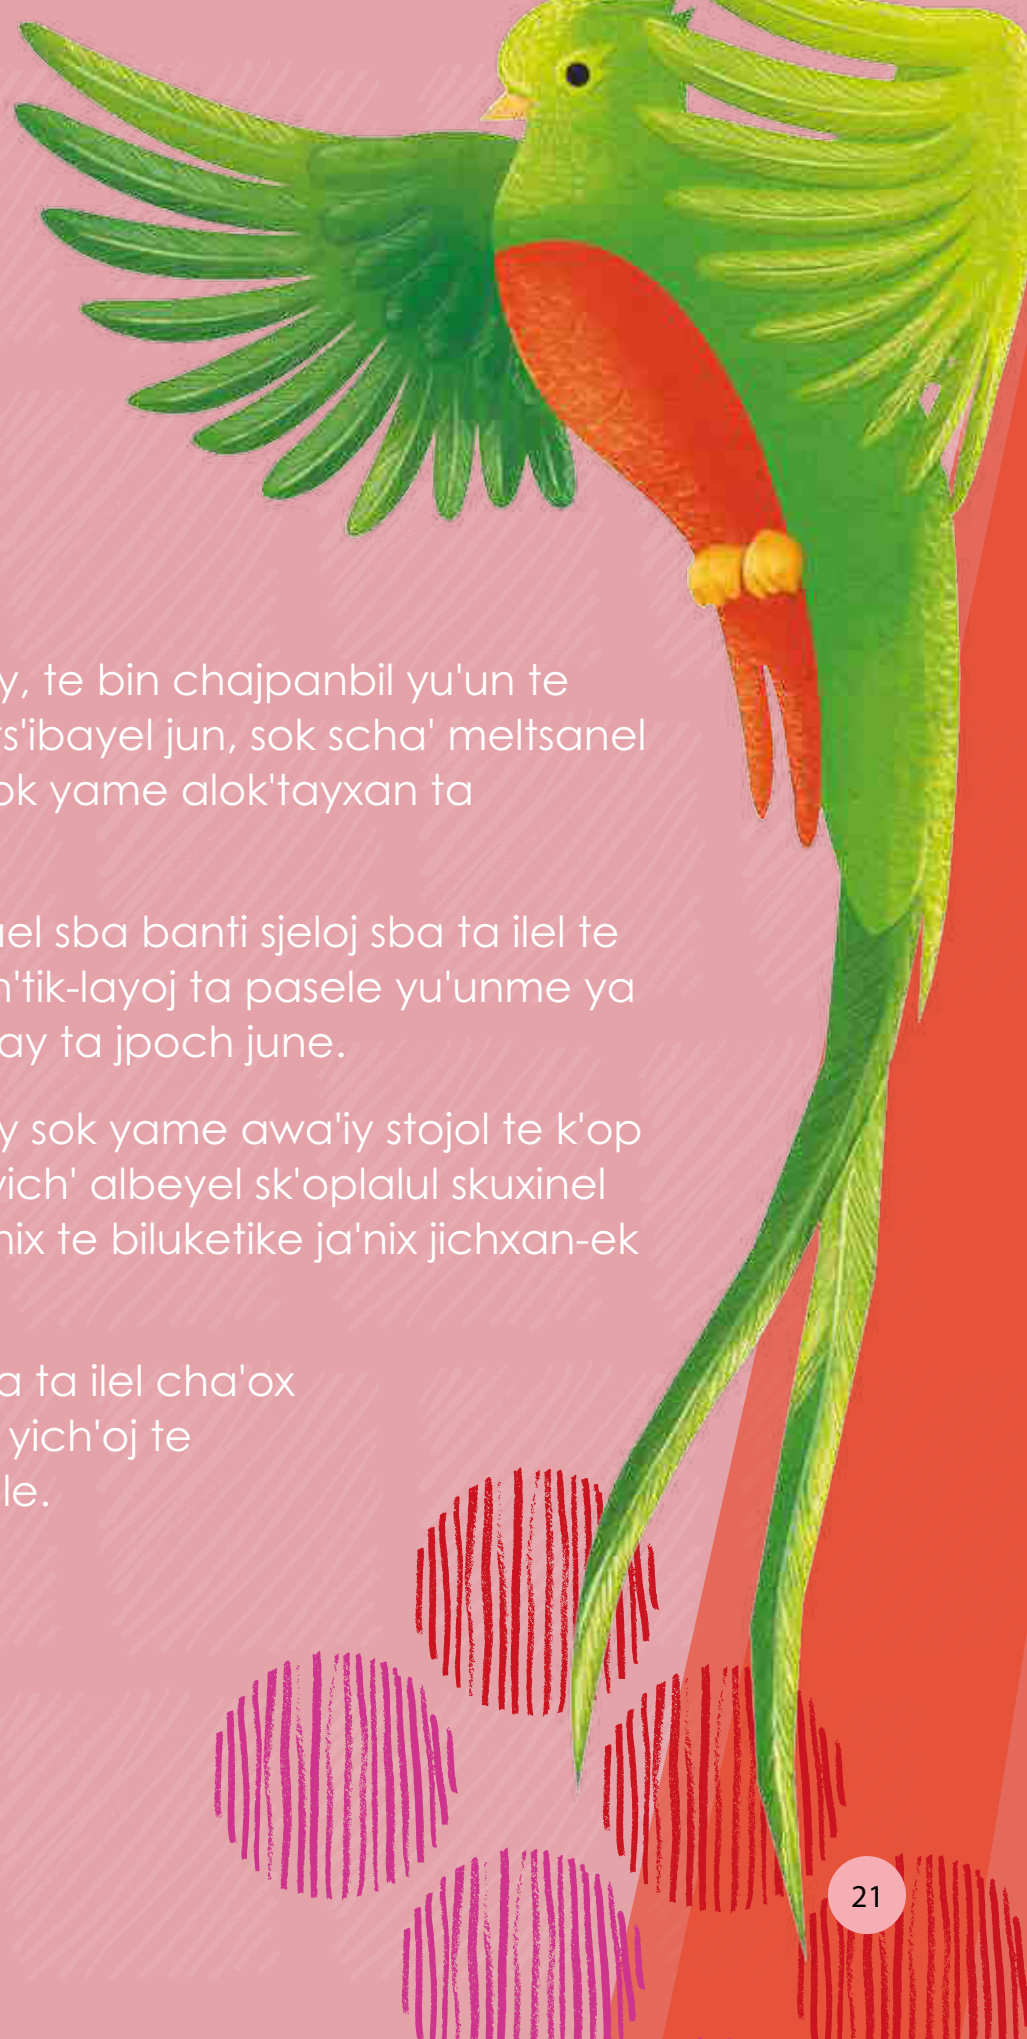 y, te bin chajpanbil yu'un te
ts'ibayel jun, sok scha' meltsanel
ok yame alok'tayxan ta
uel sba banti sjeloj sba ta ilel te
n'tik-layoj ta pasele yu'unme ya
ay ta jpoch june.
y sok yame awa'iy stojol te k'op
yich' albeyel sk'oplalul skuxinel
nix te biluketike ja'nix jichxan-ek
a ta ilel cha'ox
yich'oj te
le.
21